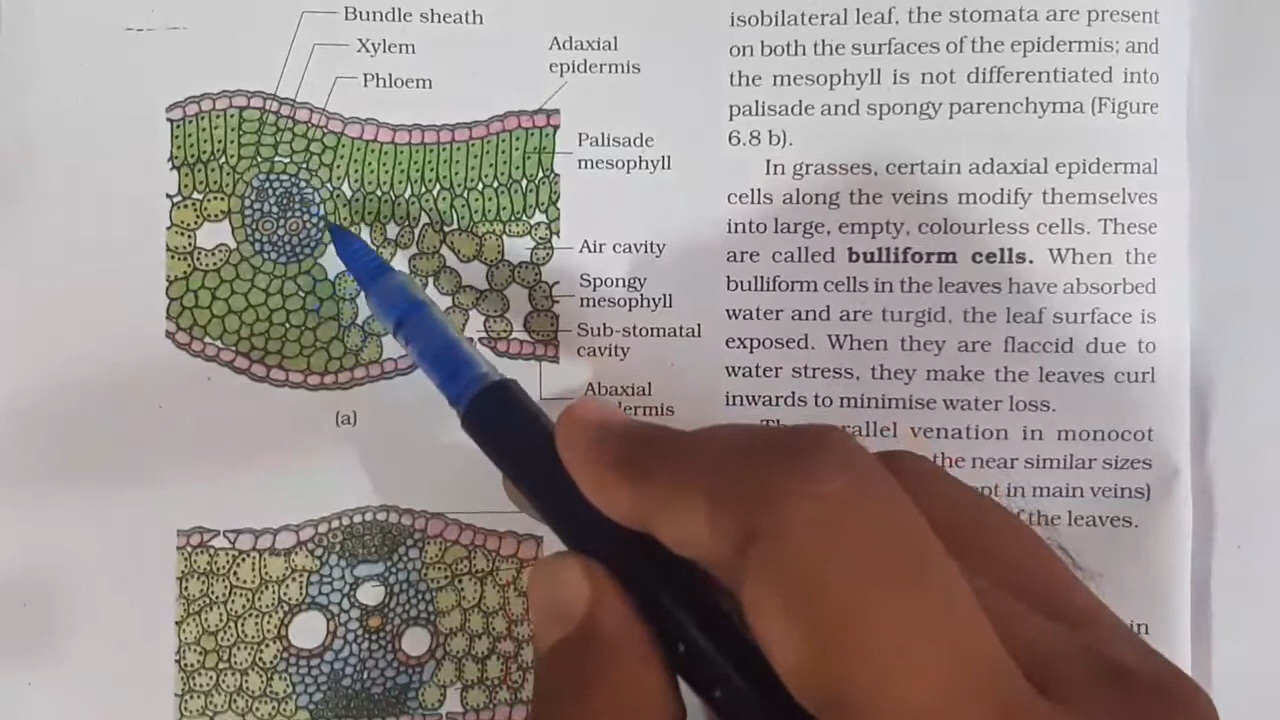 Bundle sheath
Xylem
Phloem
Adaxial
epidermis
Palisade
mesophyll
Air cavity
Spongy
mesophyll
Sub-stomatal
cavity
Abaxial
(a)
isobilateral leaf, the stomata are present
on both the surfaces of the epidermis; and
the mesophyll is not differentiated into
palisade and spongy parenchyma (Figure
6.8 b).
In grasses, certain adaxial epidermal
cells along the veins modify themselves
into large, empty, colourless cells. These
are called bulliform cells. When the
bulliform cells in the leaves have absorbed
water and are turgid, the leaf surface is
exposed. When they are flaccid due to
water stress, they make the leaves curl
inwards to minimise water loss.
venation in monocot
the near similar sizes
in main veins)
the leaves.
in